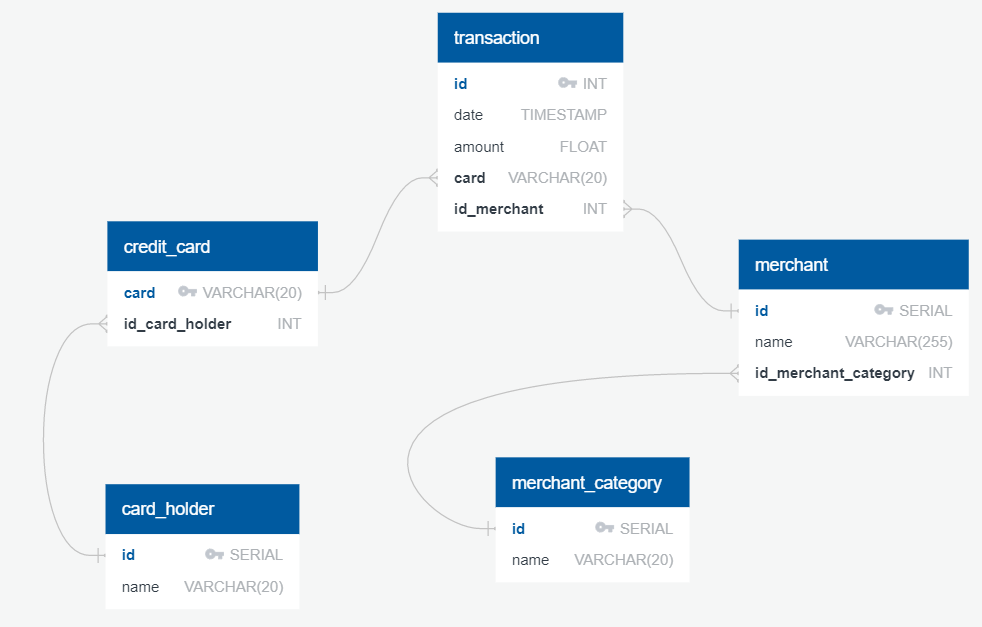 transaction
id INT
date TIMESTAMP
amount FLOAT
card VARCHAR(20)
id_merchant INT
credit_card
card VARCHAR(20)
id_card_holder INT
merchant
id SERIAL
name VARCHAR(255)
id_merchant_category INT
card_holder
id SERIAL
name VARCHAR(20)
merchant_category
id SERIAL
name VARCHAR(20)